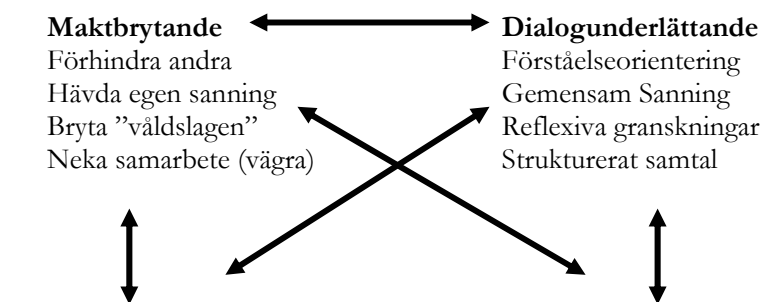 Maktbrytande
Förhindra andra
Hävda egen sanning
Bryta ”våldslagen”
Neka samarbete (vägra)
Dialogunderlättande
Förståelseorientering
Gemensam Sanning
Reflexiva granskningar
Strukturerat samtal